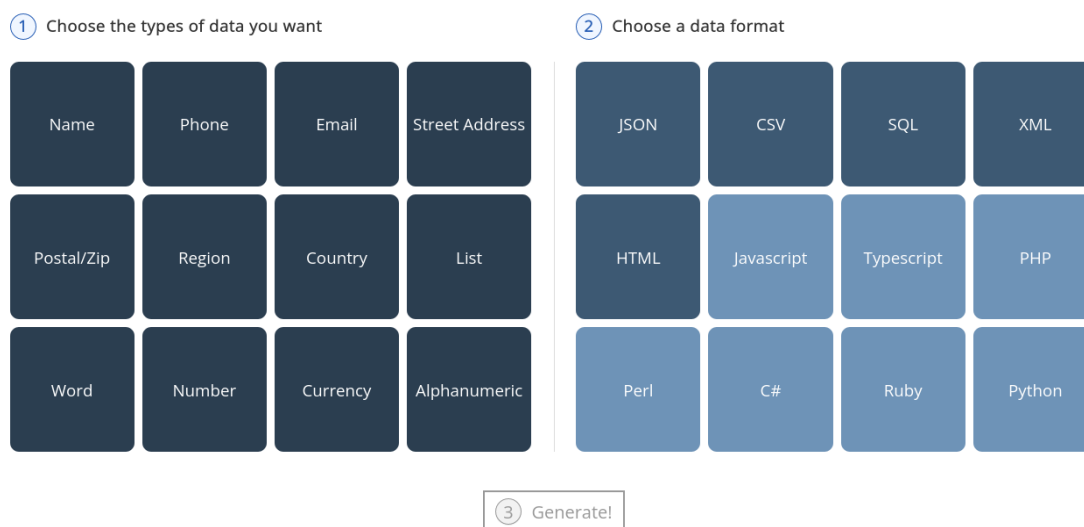 1 Choose the types of data you want
Name Phone Email Street Address
Postal/Zip Region Country List
Word Number Currency Alphanumeric
2 Choose a data format
JSON CSV SQL XML
HTML Javascript Typescript PHP
Perl C# Ruby Python
3 Generate!